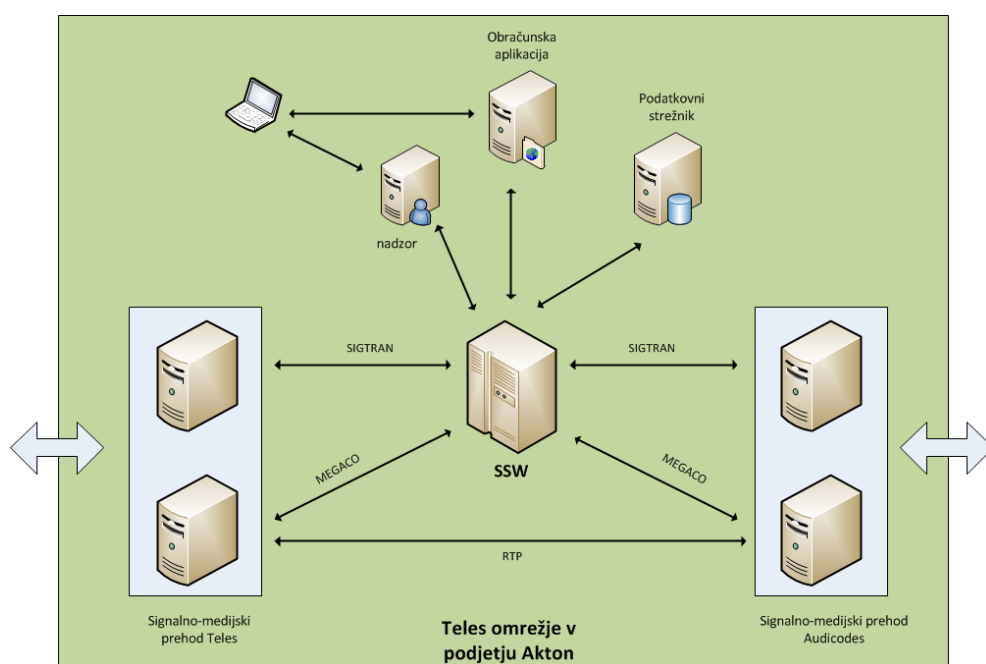 Obračunska
aplikacija
Podatkovni
strežnik
nadzor
SIGTRAN
SIGTRAN
MEGACO
MEGACO
SSW
RTP
Signalno-medijski
prehod Teles
Teles omrežje v
podjetju Akton
Signalno-medijski prehod
Audicodes